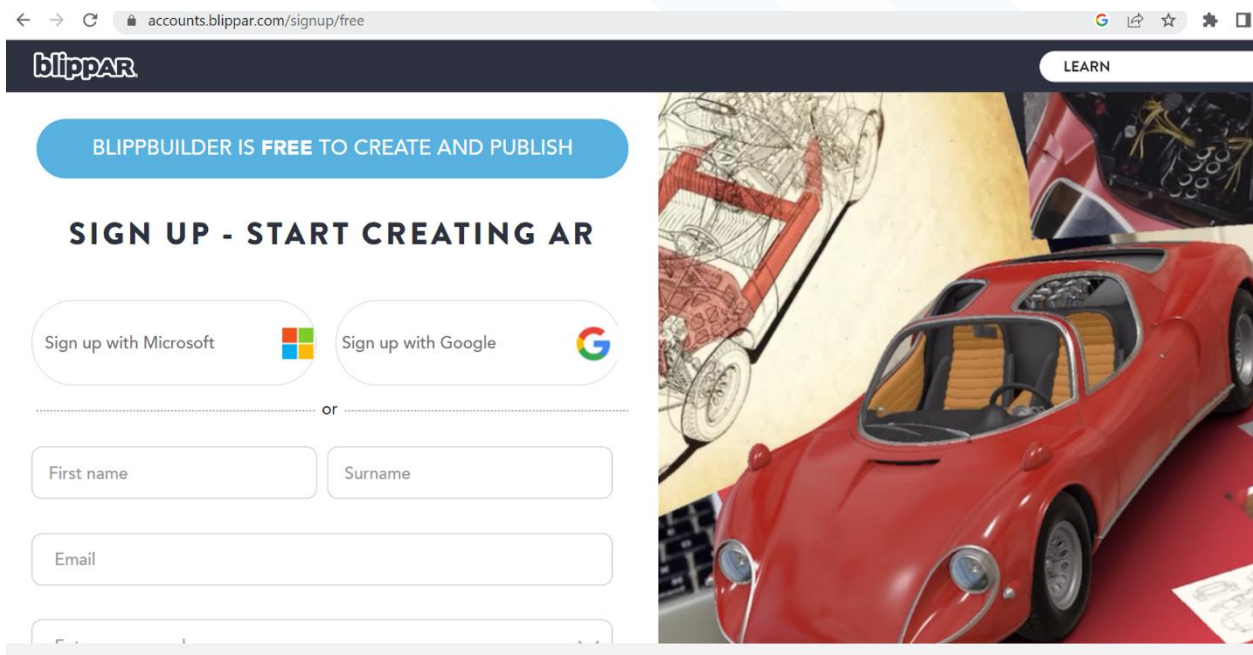 accounts.blippar.com/signup/free
blippAR
LEARN
BLIPPBUILDER IS FREE TO CREATE AND PUBLISH
SIGN UP - START CREATING AR
Sign up with Microsoft
Sign up with Google
or
First name
Surname
Email